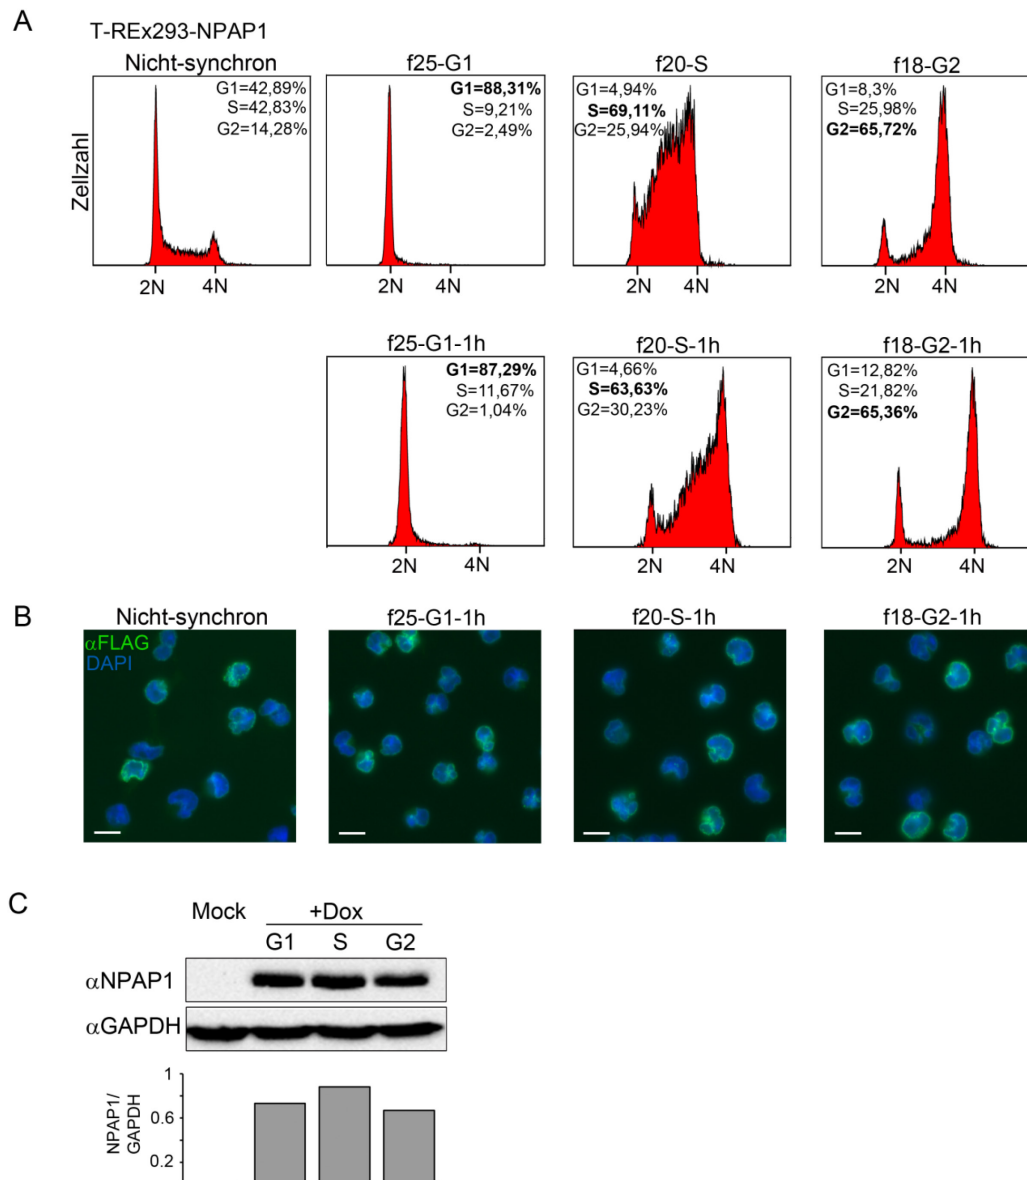 A
T-REx293-NPAP1
Nicht-synchron
G1=42,89%
S=42,83%
G2=14,28%
Zellzahl
2N 4N
f25-G1
G1=88,31%
S=9,21%
G2=2,49%
2N 4N
f20-S
G1=4,94%
S=69,11%
G2=25,94%
2N 4N
f18-G2
G1=8,3%
S=25,98%
G2=65,72%
2N 4N
f25-G1-1h
G1=87,29%
S=11,67%
G2=1,04%
2N 4N
f20-S-1h
G1=4,66%
S=63,63%
G2=30,23%
2N 4N
f18-G2-1h
G1=12,82%
S=21,82%
G2=65,36%
2N 4N
B
Nicht-synchron
αFLAG
DAPI
f25-G1-1h
f20-S-1h
f18-G2-1h
C
Mock +Dox
G1 S G2
αNPAP1
αGAPDH
NPAP1/
GAPDH
1
0.6
0.2